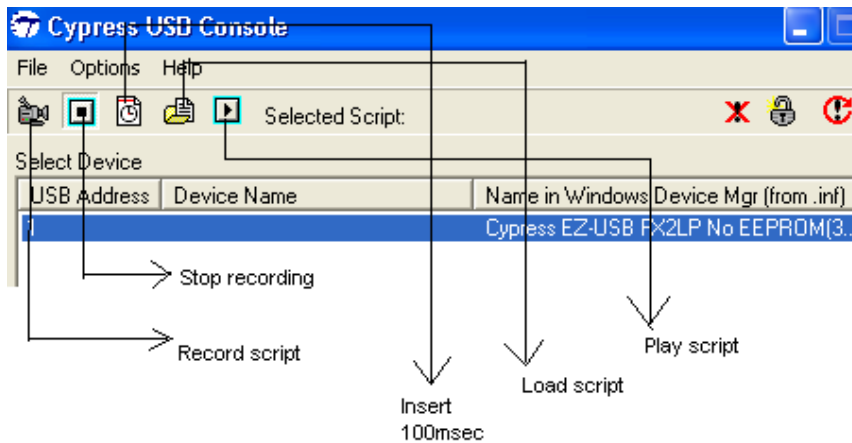 Cypress USB Console
File Options Help
Selected Script:
Select Device
USB Address Device Name Name in Windows Device Mgr (from .inf)
1 Cypress EZ-USB FX2LP No EEPROM(3...
Stop recording
Record script
Play script
Load script
Insert
100msec